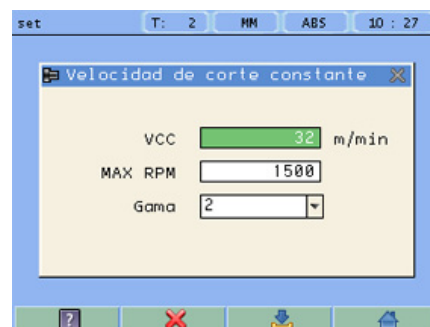 set T: 2 MM ABS 10 : 27
Velocidad de corte constante
VCC 32 m/min
MAX RPM 1500
Gama 2
?